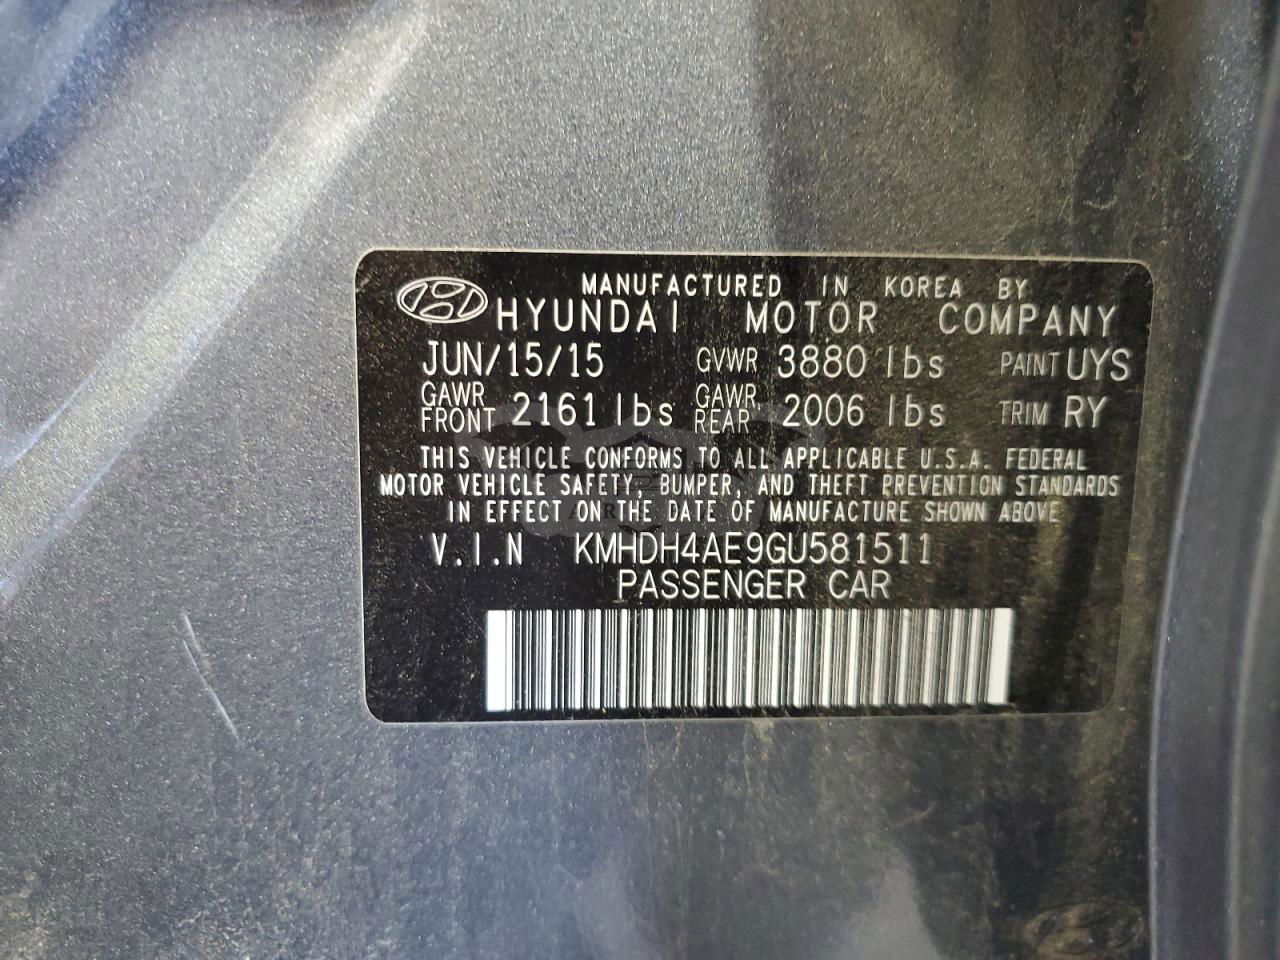 MANUFACTURED IN KOREA BY
HYUNDAI MOTOR COMPANY
JUN/15/15 GVWR 3880 lbs PAINT UYS
GAWR FRONT 2161 lbs GAWR REAR 2006 lbs TRIM RY
THIS VEHICLE CONFORMS TO ALL APPLICABLE U.S.A. FEDERAL
MOTOR VEHICLE SAFETY, BUMPER, AND THEFT PREVENTION STANDARDS
IN EFFECT ON THE DATE OF MANUFACTURE SHOWN ABOVE
V.I.N KMHDH4AE9GU581511
PASSENGER CAR